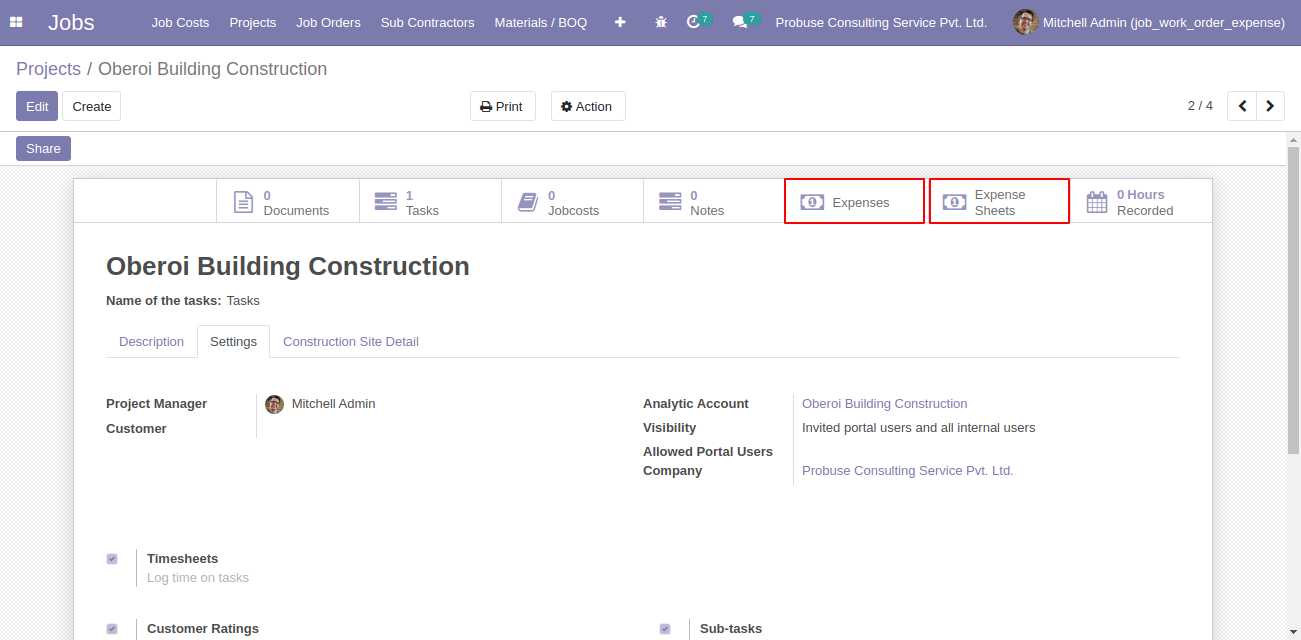 Jobs Job Costs Projects Job Orders Sub Contractors Materials / BOQ 7 7 Probuse Consulting Service Pvt. Ltd. Mitchell Admin (job_work_order_expense)
Projects / Oberoi Building Construction
Edit Create Print Action 2 / 4
Share
0 Documents
1 Tasks
0 Jobcosts
0 Notes
Expenses
Expense Sheets
0 Hours Recorded
Oberoi Building Construction
Name of the tasks: Tasks
Description Settings Construction Site Detail
Project Manager Mitchell Admin
Customer
Analytic Account Oberoi Building Construction
Visibility Invited portal users and all internal users
Allowed Portal Users
Company Probuse Consulting Service Pvt. Ltd.
Timesheets
Log time on tasks
Customer Ratings Sub-tasks